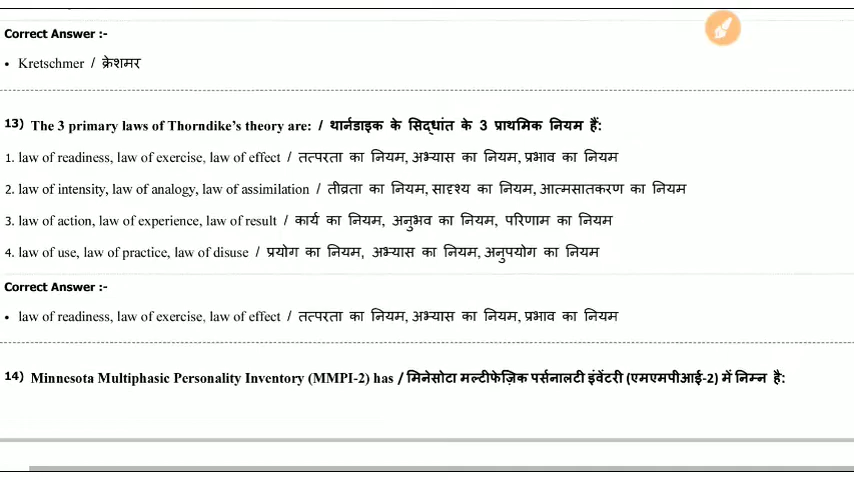 Correct Answer :-
• Kretschmer / क्रेशमर
13) The 3 primary laws of Thorndike's theory are: / थार्नडाइक के सिद्धांत के 3 प्राथमिक नियम हैं:
1. law of readiness, law of exercise, law of effect / तत्परता का नियम, अभ्यास का नियम, प्रभाव का नियम
2. law of intensity, law of analogy, law of assimilation / तीव्रता का नियम, सादृश्य का नियम, आत्मसातकरण का नियम
3. law of action, law of experience, law of result / कार्य का नियम, अनुभव का नियम, परिणाम का नियम
4. law of use, law of practice, law of disuse / प्रयोग का नियम, अभ्यास का नियम, अनुपयोग का नियम
Correct Answer :-
• law of readiness, law of exercise, law of effect / तत्परता का नियम, अभ्यास का नियम, प्रभाव का नियम
14) Minnesota Multiphasic Personality Inventory (MMPI-2) has / मिनेसोटा मल्टीफेज़िक पर्सनालटी इंवेंटरी (एमएमपीआई-2) में निम्न है: